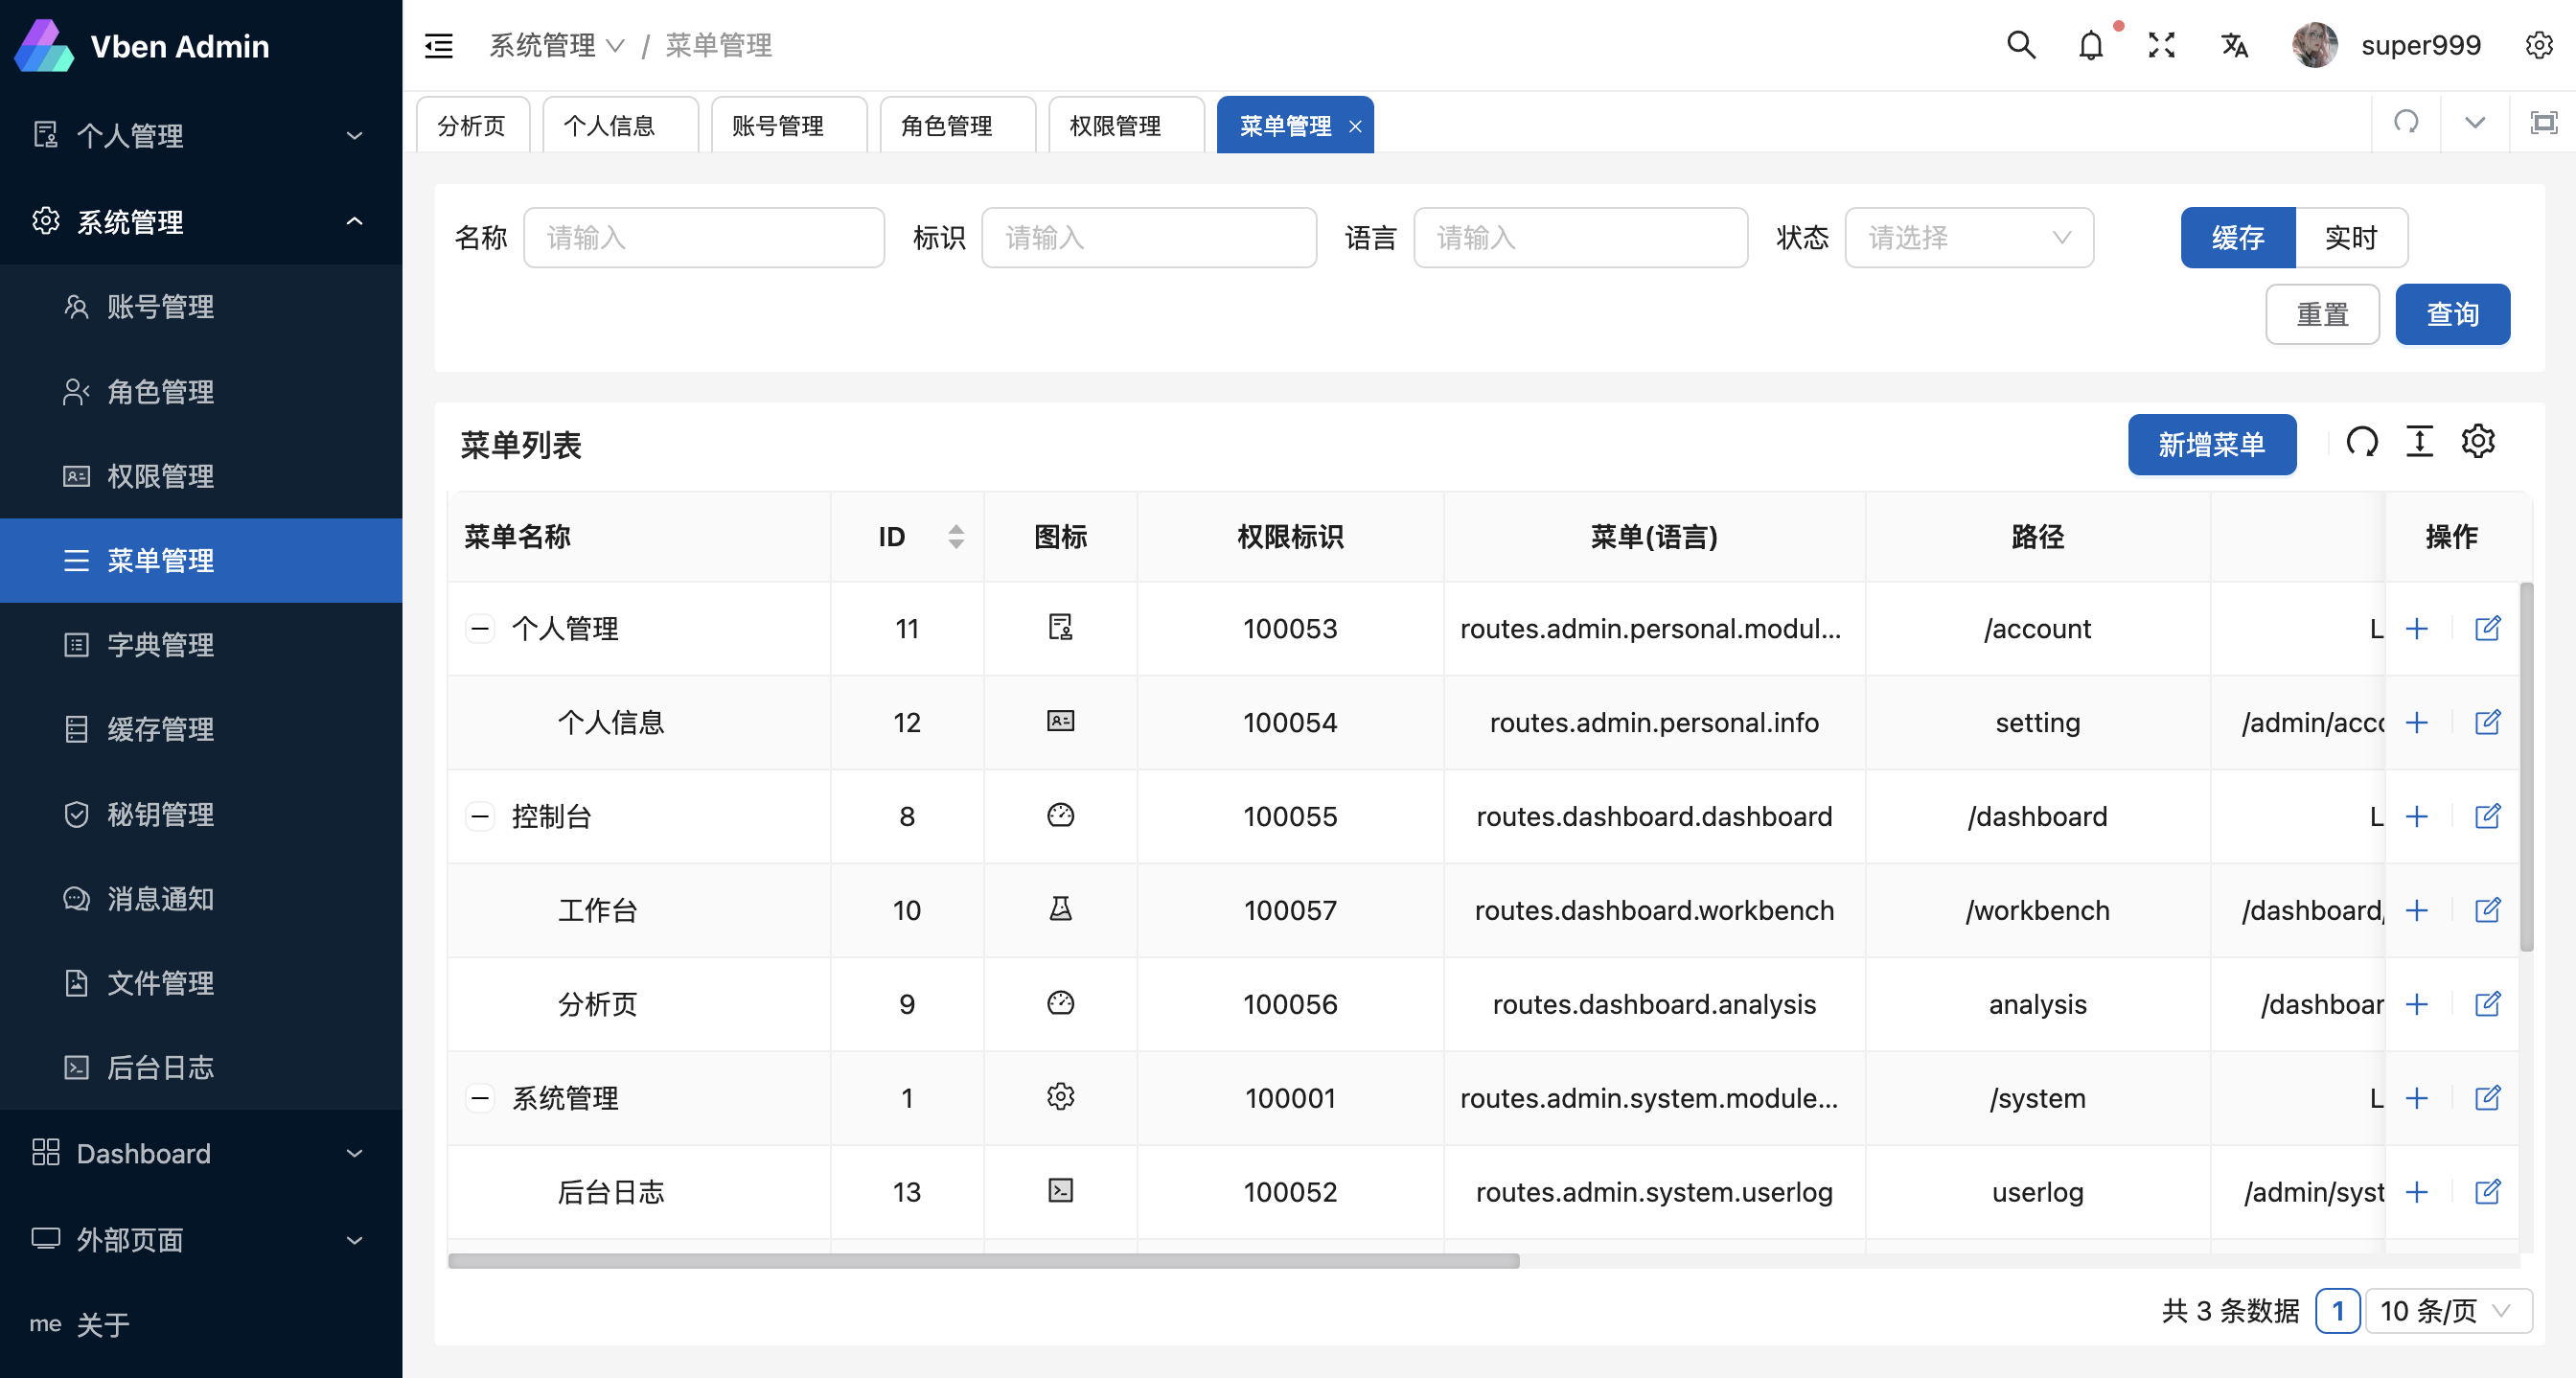 Vben Admin
个人管理
系统管理
账号管理
角色管理
权限管理
菜单管理
字典管理
缓存管理
秘钥管理
消息通知
文件管理
后台日志
Dashboard
外部页面
me 关于
系统管理 / 菜单管理
super999
分析页 个人信息 账号管理 角色管理 权限管理 菜单管理
名称 请输入 标识 请输入 语言 请输入 状态 请选择 缓存 实时
重置 查询
菜单列表 新增菜单
菜单名称 ID 图标 权限标识 菜单(语言) 路径 操作
个人管理 11 100053 routes.admin.personal.modul... /account L
个人信息 12 100054 routes.admin.personal.info setting /admin/acc
控制台 8 100055 routes.dashboard.dashboard /dashboard L
工作台 10 100057 routes.dashboard.workbench /workbench /dashboard/
分析页 9 100056 routes.dashboard.analysis analysis /dashboar
系统管理 1 100001 routes.admin.system.module... /system L
后台日志 13 100052 routes.admin.system.userlog userlog /admin/syst
共 3 条数据 1 10 条/页